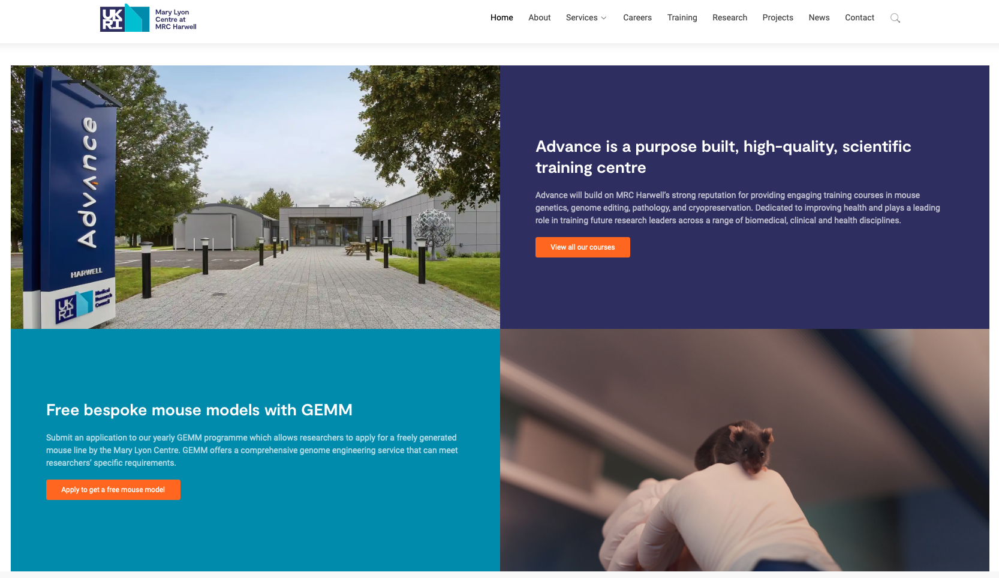 UK
RI
Mary Lyon
Centre at
MRC Harwell
Home
About
Services
Careers
Training
Research
Projects
News
Contact
Advance
HARWELL
UK
RI
Medical
Research
Council
Advance is a purpose built, high-quality, scientific
training centre
Advance will build on MRC Harwell’s strong reputation for providing engaging training courses in mouse
genetics, genome editing, pathology, and cryopreservation. Dedicated to improving health and plays a leading
role in training future research leaders across a range of biomedical, clinical and health disciplines.
View all our courses
Free bespoke mouse models with GEMM
Submit an application to our yearly GEMM programme which allows researchers to apply for a freely generated
mouse line by the Mary Lyon Centre. GEMM offers a comprehensive genome engineering service that can meet
researchers’ specific requirements.
Apply to get a free mouse model